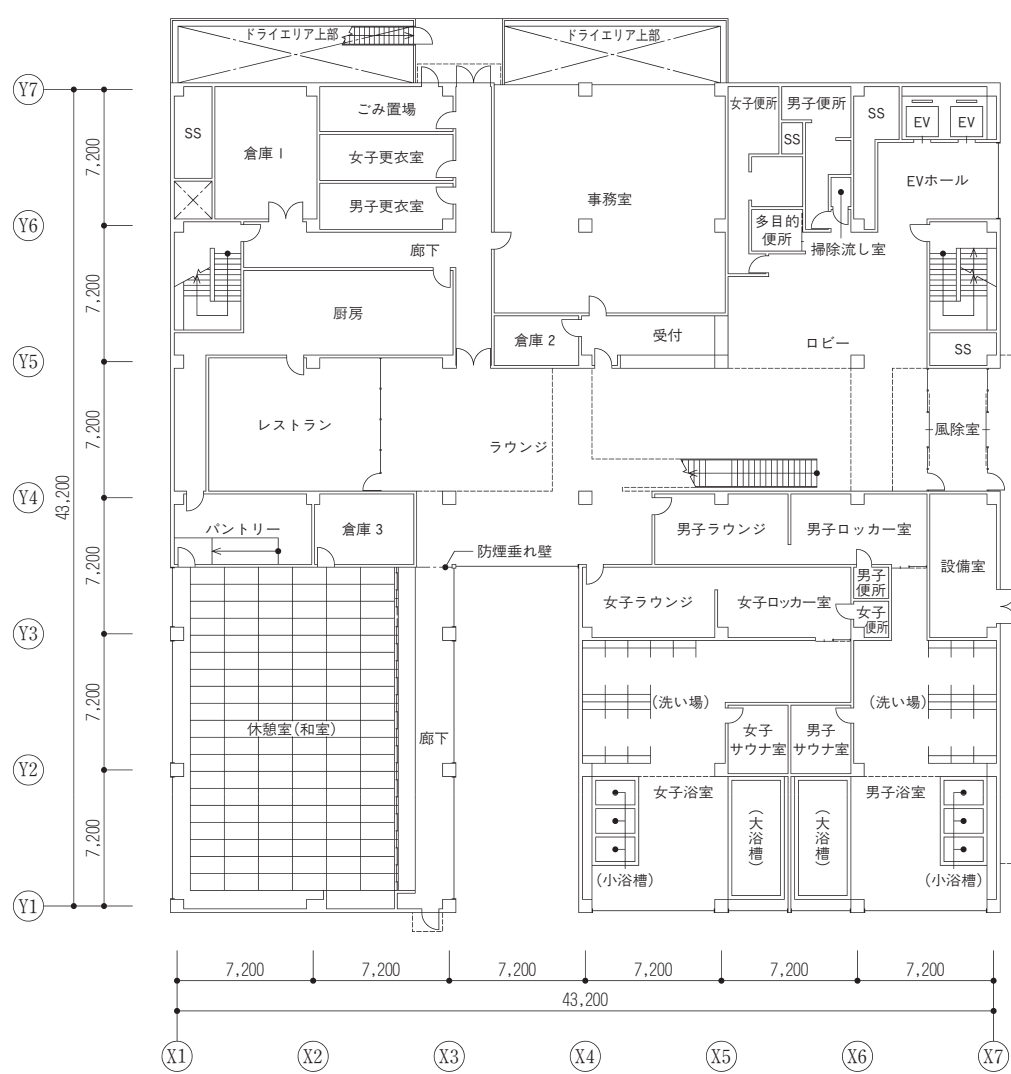 ドライエリア上部
ドライエリア上部
Y7
Y6
Y5
Y4
Y3
Y2
Y1
7,200
7,200
7,200
7,200
7,200
7,200
43,200
SS
倉庫1
ごみ置場
女子更衣室
男子更衣室
廊下
厨房
事務室
倉庫2
受付
女子便所
男子便所
SS
SS
EV
EV
EVホール
多目的
便所
掃除流し室
ロビー
SS
レストラン
ラウンジ
風除室
パントリー
倉庫3
防煙垂れ壁
男子ラウンジ
男子ロッカー室
設備室
女子ラウンジ
女子ロッカー室
男子
便所
女子
便所
休憩室(和室)
廊下
(洗い場)
(洗い場)
女子
サウナ室
男子
サウナ室
女子浴室
男子浴室
(大浴槽)
(大浴槽)
(小浴槽)
(小浴槽)
7,200
7,200
7,200
7,200
7,200
7,200
43,200
X1
X2
X3
X4
X5
X6
X7